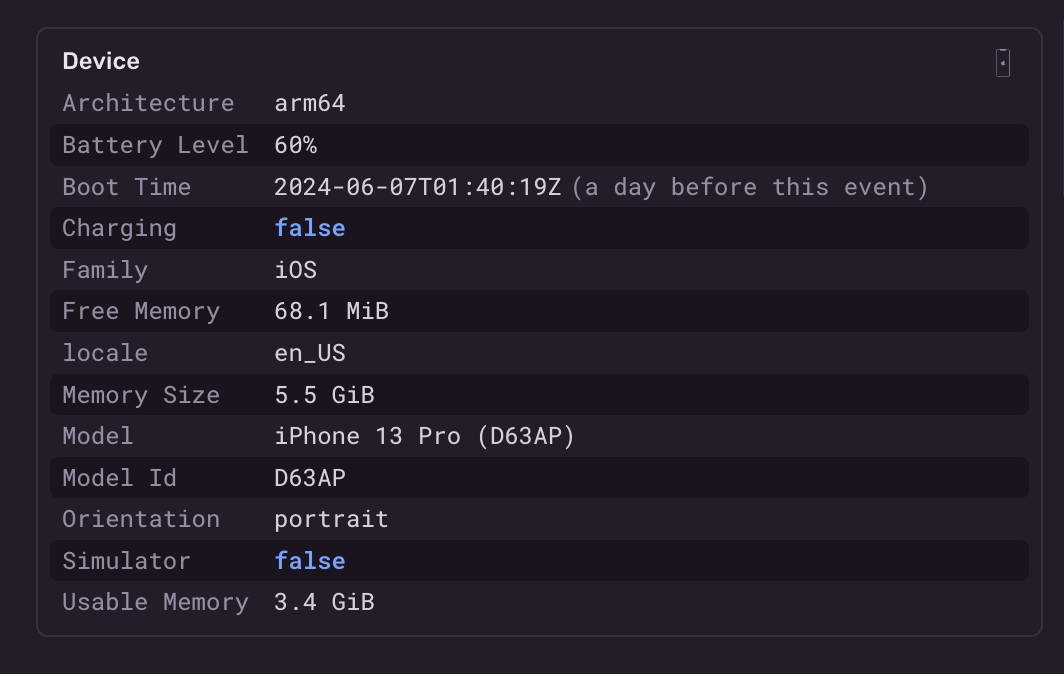 Device
Architecture arm64
Battery Level 60%
Boot Time 2024-06-07T01:40:19Z (a day before this event)
Charging false
Family iOS
Free Memory 68.1 MiB
locale en_US
Memory Size 5.5 GiB
Model iPhone 13 Pro (D63AP)
Model Id D63AP
Orientation portrait
Simulator false
Usable Memory 3.4 GiB